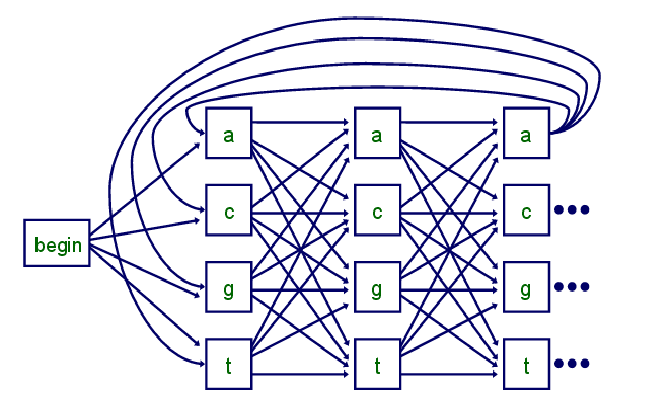 a a a
c c c •••
begin
g g g •••
t t t •••